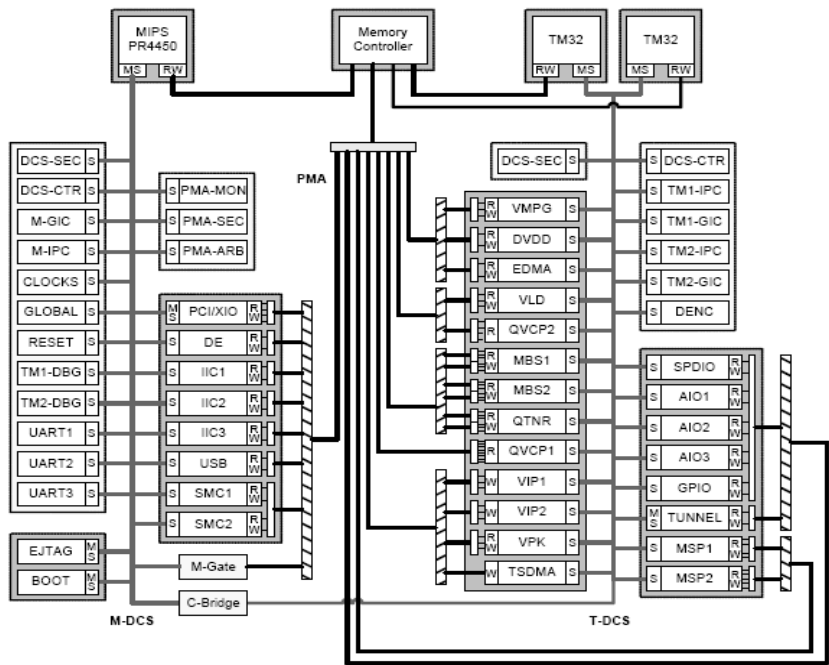 MIPS
PR4450
MS RW
Memory
Controller
TM32
RW MS
TM32
MS RW
PMA
DCS-SEC S
DCS-CTR S
M-GIC S
M-IPC S
CLOCKS S
GLOBAL S
RESET S
TM1-DBG S
TM2-DBG S
UART1 S
UART2 S
UART3 S
EJTAG MS
BOOT MS
S PMA-MON
S PMA-SEC
S PMA-ARB
MS PCI/XIO RW
S DE RW
S IIC1 RW
S IIC2 RW
S IIC3 RW
S USB RW
S SMC1 RW
S SMC2 RW
M-Gate
C-Bridge
M-DCS
DCS-SEC S
RW VMPG S
RW DVDD S
RW EDMA S
RW VLD S
R QVCP2 S
RW MBS1 S
RW MBS2 S
RW QTNR S
R QVCP1 S
W VIP1 S
W VIP2 S
RW VPK S
W TSDMA S
S DCS-CTR
S TM1-IPC
S TM1-GIC
S TM2-IPC
S TM2-GIC
S DENC
S SPDIO RW
S AIO1 RW
S AIO2 RW
S AIO3 RW
S GPIO RW
MS TUNNEL RW
S MSP1 RW
S MSP2 RW
T-DCS